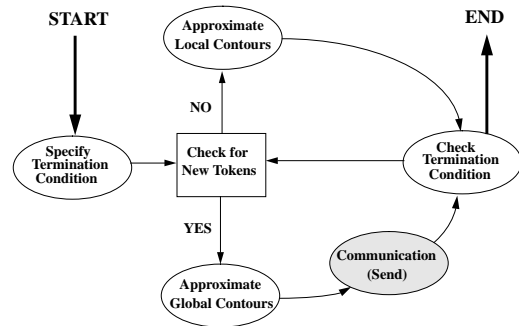 START
Approximate
Local Contours
END
NO
Specify
Termination
Condition
Check for
New Tokens
Check
Termination
Condition
YES
Communication
(Send)
Approximate
Global Contours